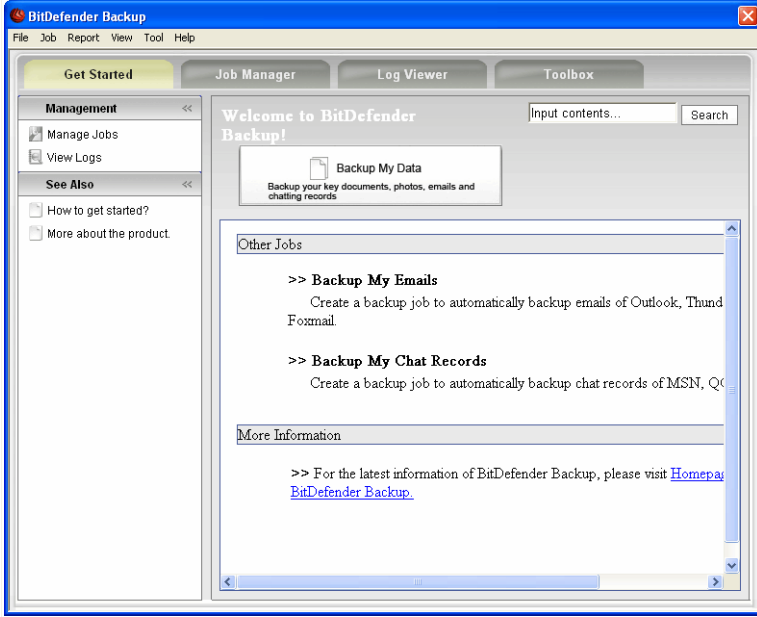 BitDefender Backup
File Job Report View Tool Help
Get Started
Job Manager
Log Viewer
Toolbox
Management
Manage Jobs
View Logs
See Also
How to get started?
More about the product.
Welcome to BitDefender
Backup!
Input contents...
Search
Backup My Data
Backup your key documents, photos, emails and
chatting records
Other Jobs
>> Backup My Emails
Create a backup job to automatically backup emails of Outlook, Thund
Foxmail.
>> Backup My Chat Records
Create a backup job to automatically backup chat records of MSN,
More Information
>> For the latest information of BitDefender Backup, please visit Homepag
BitDefender Backup.